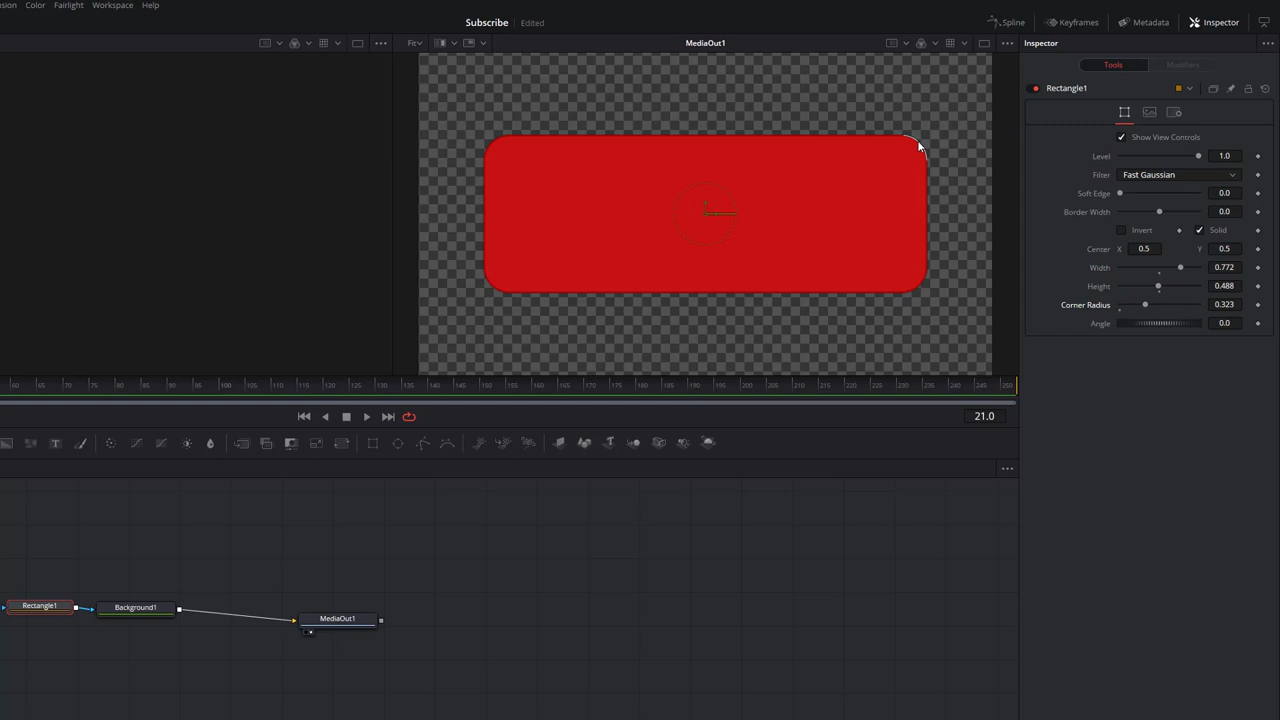 Color Fairlight Workspace Help
Subscribe Edited
Spline Keyframes Metadata Inspector
Fit MediaOut1 Inspector
Tools Modifiers
Rectangle1
Show View Controls
Level 1.0
Filter Fast Gaussian
Soft Edge 0.0
Border Width 0.0
Invert Solid
Center X 0.5 Y 0.5
Width 0.772
Height 0.488
Corner Radius 0.323
Angle 0.0
60 65 70 75 80 85 90 95 100 105 110 115 120 125 130 135 140 145 150 155 160 165 170 175 180 185 190 195 200 205 210 215 220 225 230 235 240 245 250
21.0
T
Rectangle1 Background1 MediaOut1